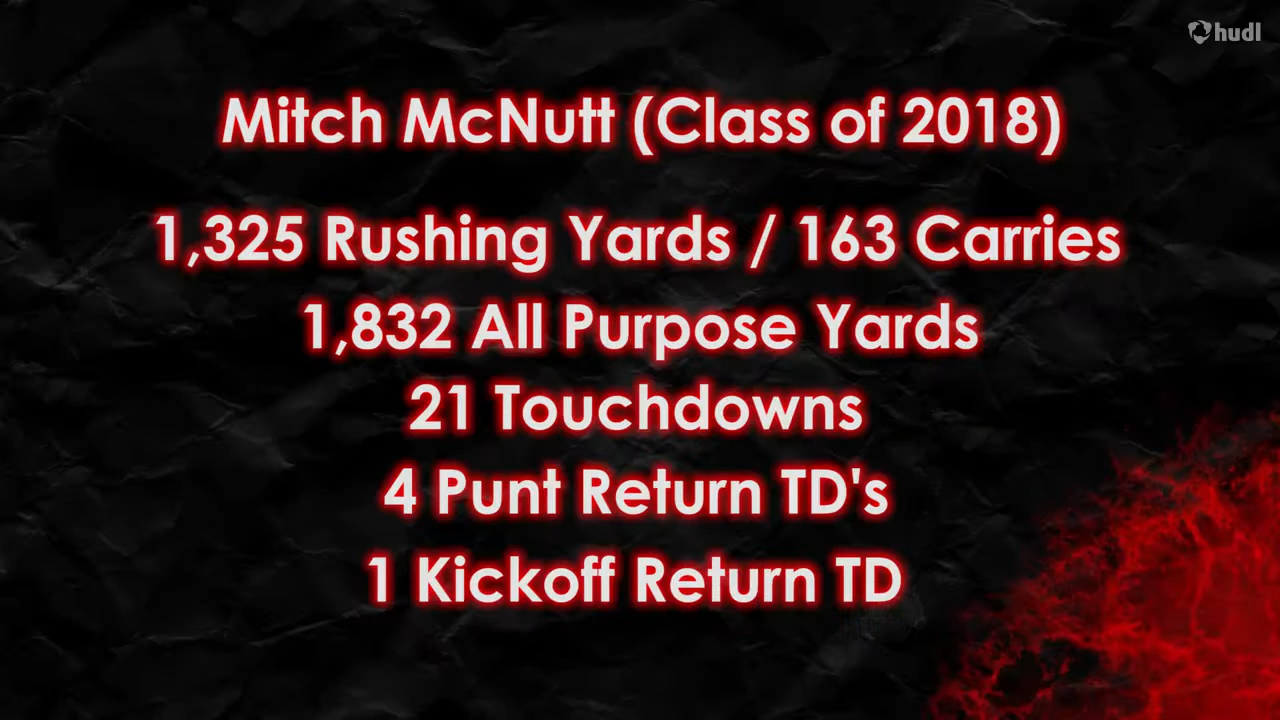 hudl
Mitch McNutt (Class of 2018)
1,325 Rushing Yards / 163 Carries
1,832 All Purpose Yards
21 Touchdowns
4 Punt Return TD's
1 Kickoff Return TD